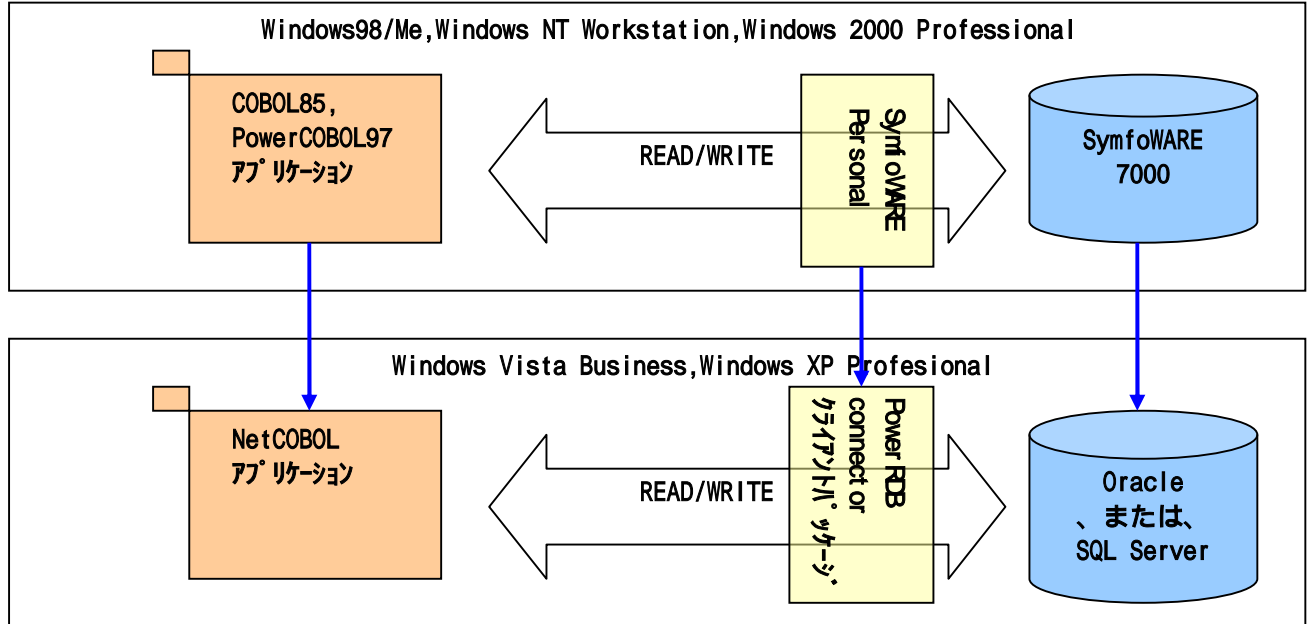 Windows98/Me,Windows NT Workstation,Windows 2000 Professional
COBOL85,
PowerCOBOL97
ｱﾌﾟﾘｹｰｼｮﾝ
READ/WRITE
SymfoWARE
Personal
SymfoWARE
7000
Windows Vista Business,Windows XP Profesional
NetCOBOL
ｱﾌﾟﾘｹｰｼｮﾝ
READ/WRITE
Power RDB
connector
ｸﾗｲｱﾝﾄﾊﾟｯｹｰｼﾞ
Oracle
、または、
SQL Server